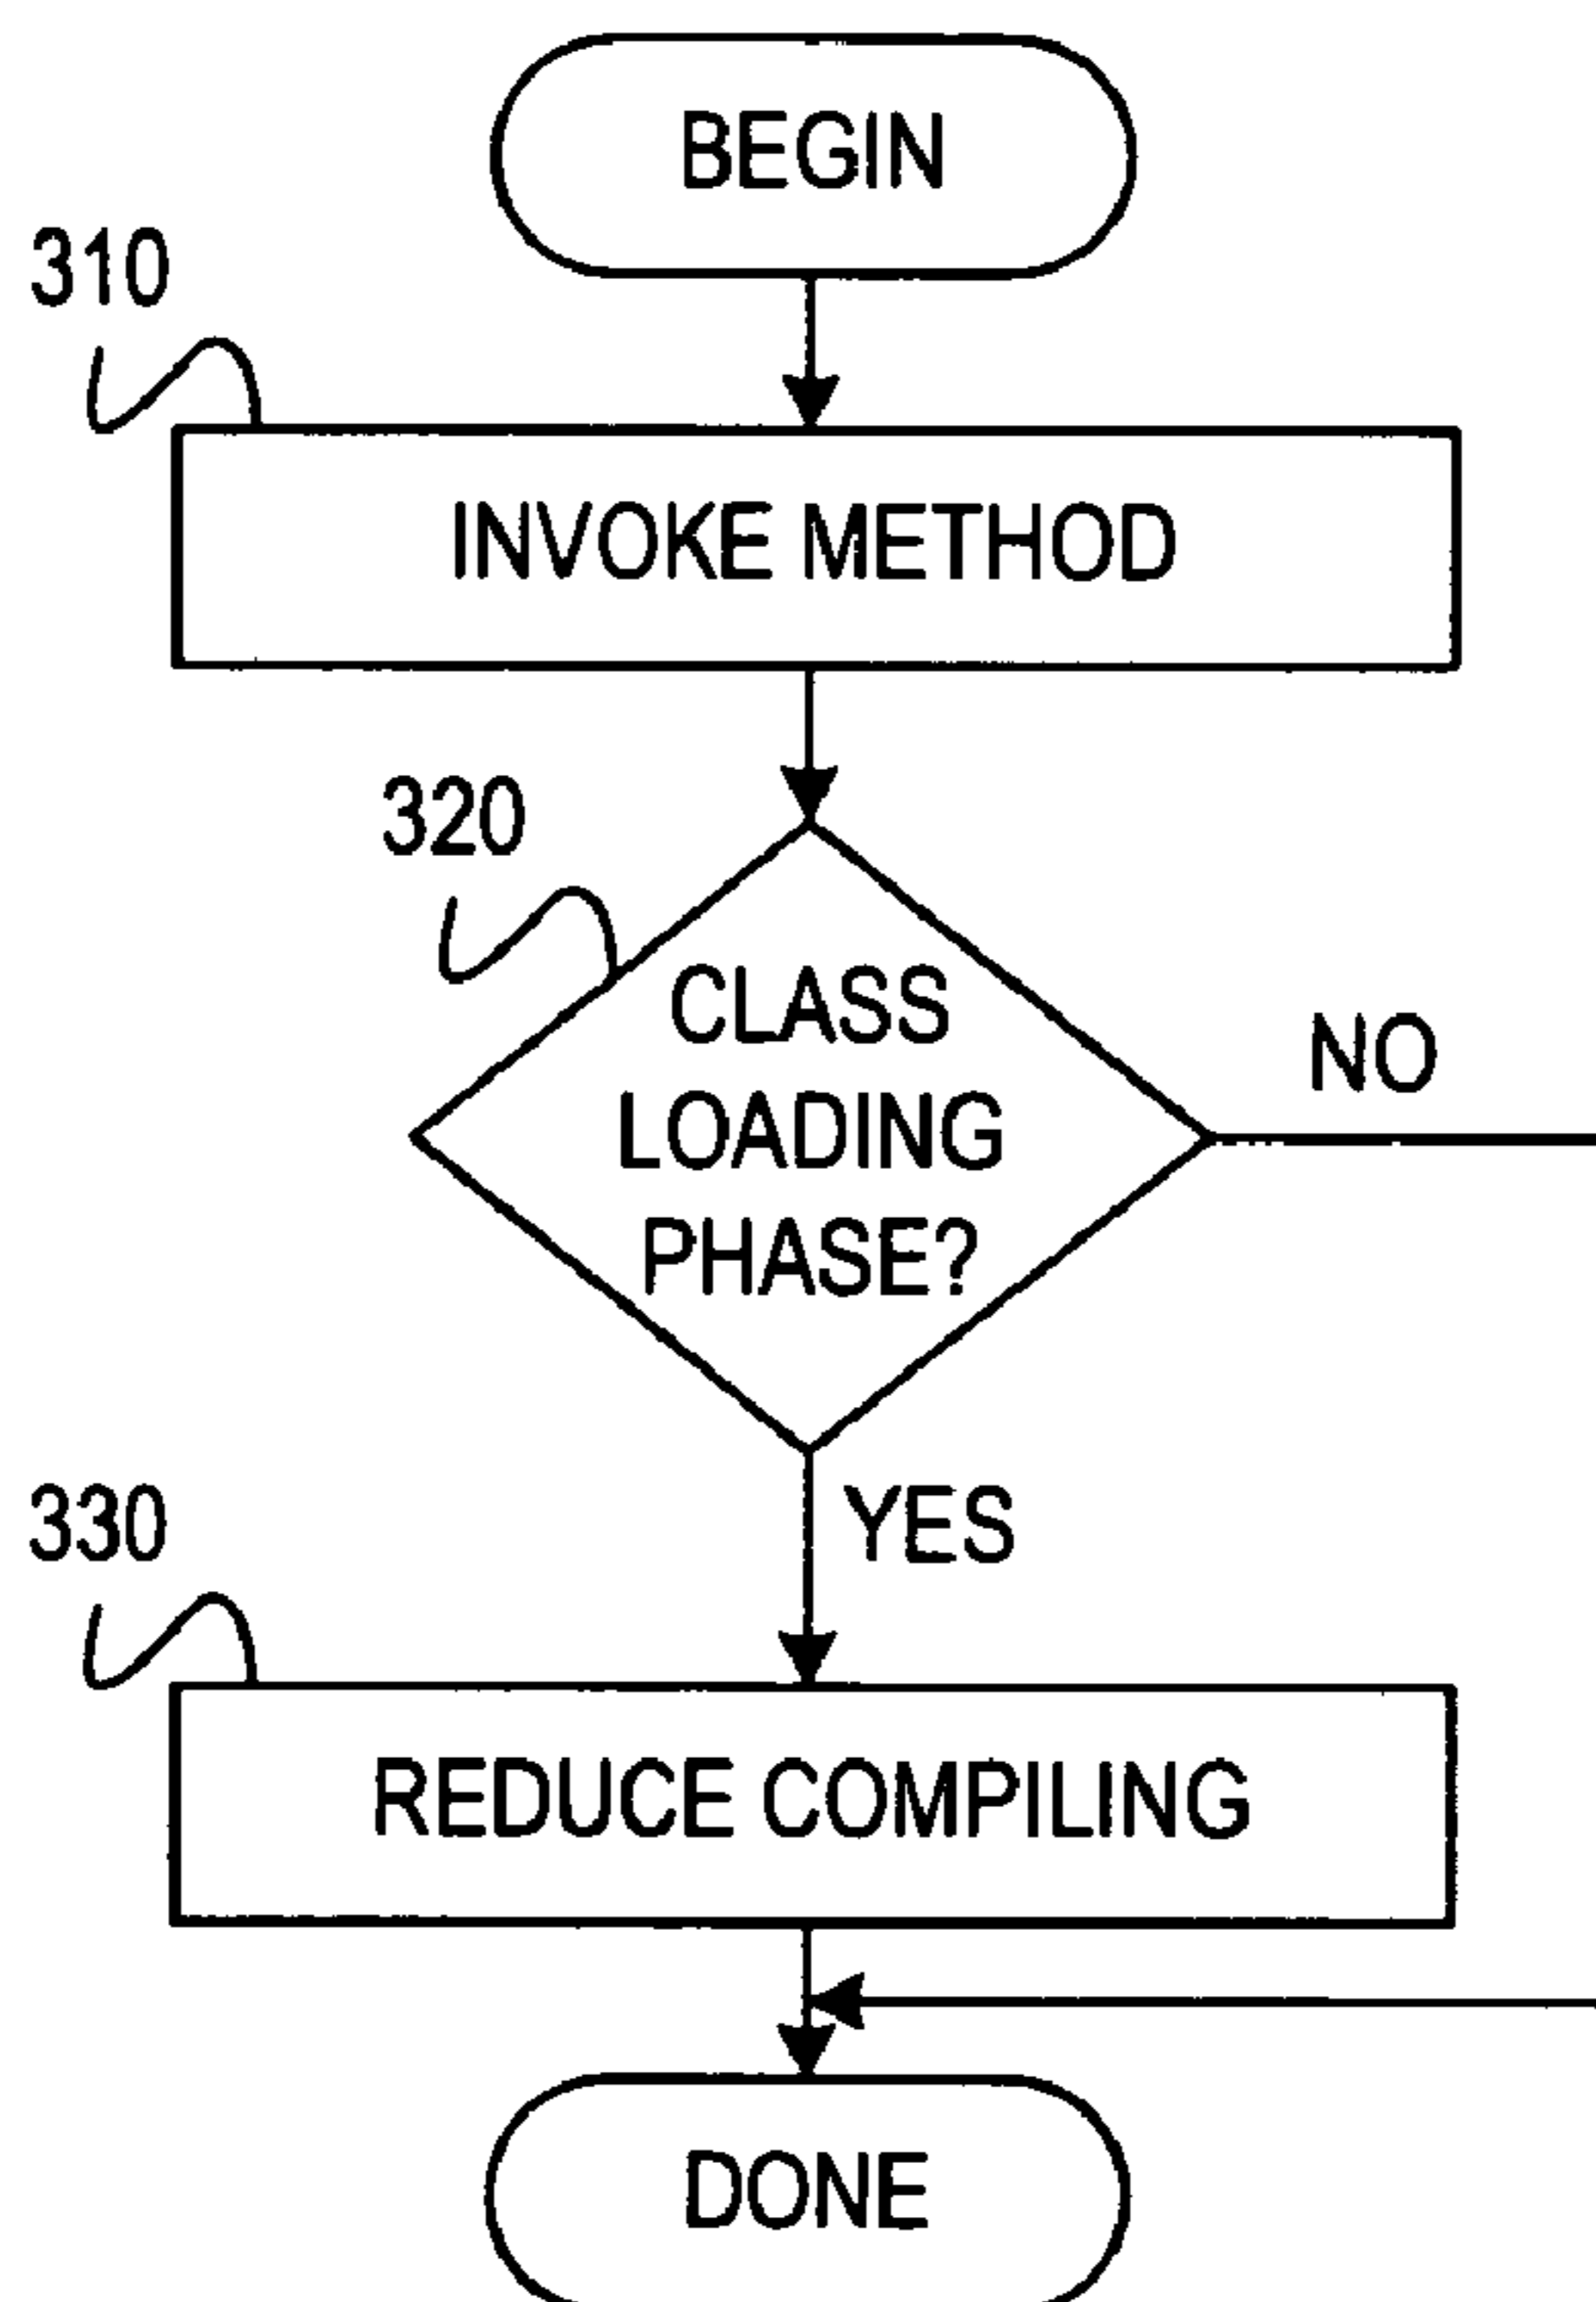 BEGIN
310
INVOKE METHOD
320
CLASS
LOADING
PHASE?
NO
YES
330
REDUCE COMPILING
DONE